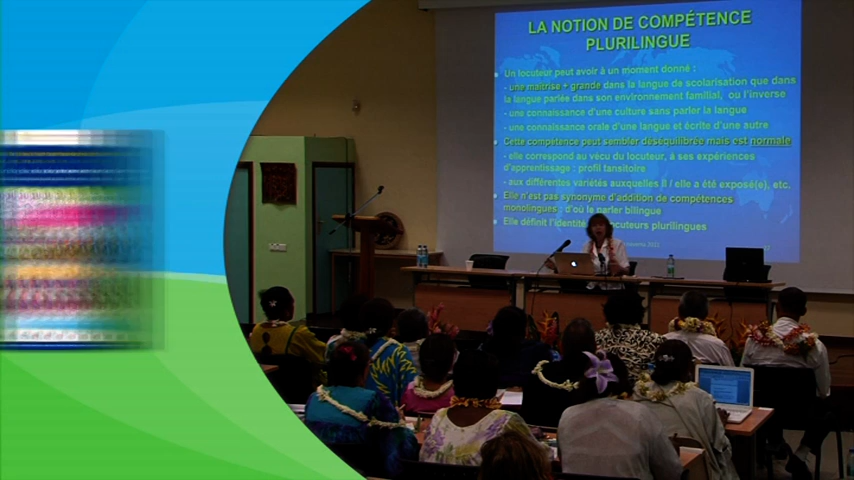 LA NOTION DE COMPÉTENCE
PLURILINGUE
Un locuteur peut avoir à un moment donné :
- une maîtrise + grande dans la langue de scolarisation que dans
la langue parlée dans son environnement familial, ou l'inverse
- une connaissance d'une culture sans parler la langue
- une connaissance orale d'une langue et écrite d'une autre
Cette compétence peut sembler déséquilibrée mais est normale
- elle correspond au vécu du locuteur, à ses expériences
d'apprentissage : profil
- aux différentes variétés auxquelles il / elle a été exposé(e), etc.
Elle n'est pas synonyme d'addition de compétences
monolingues : d'où le parler bilingue
Elle définit l'identité locuteurs plurilingues